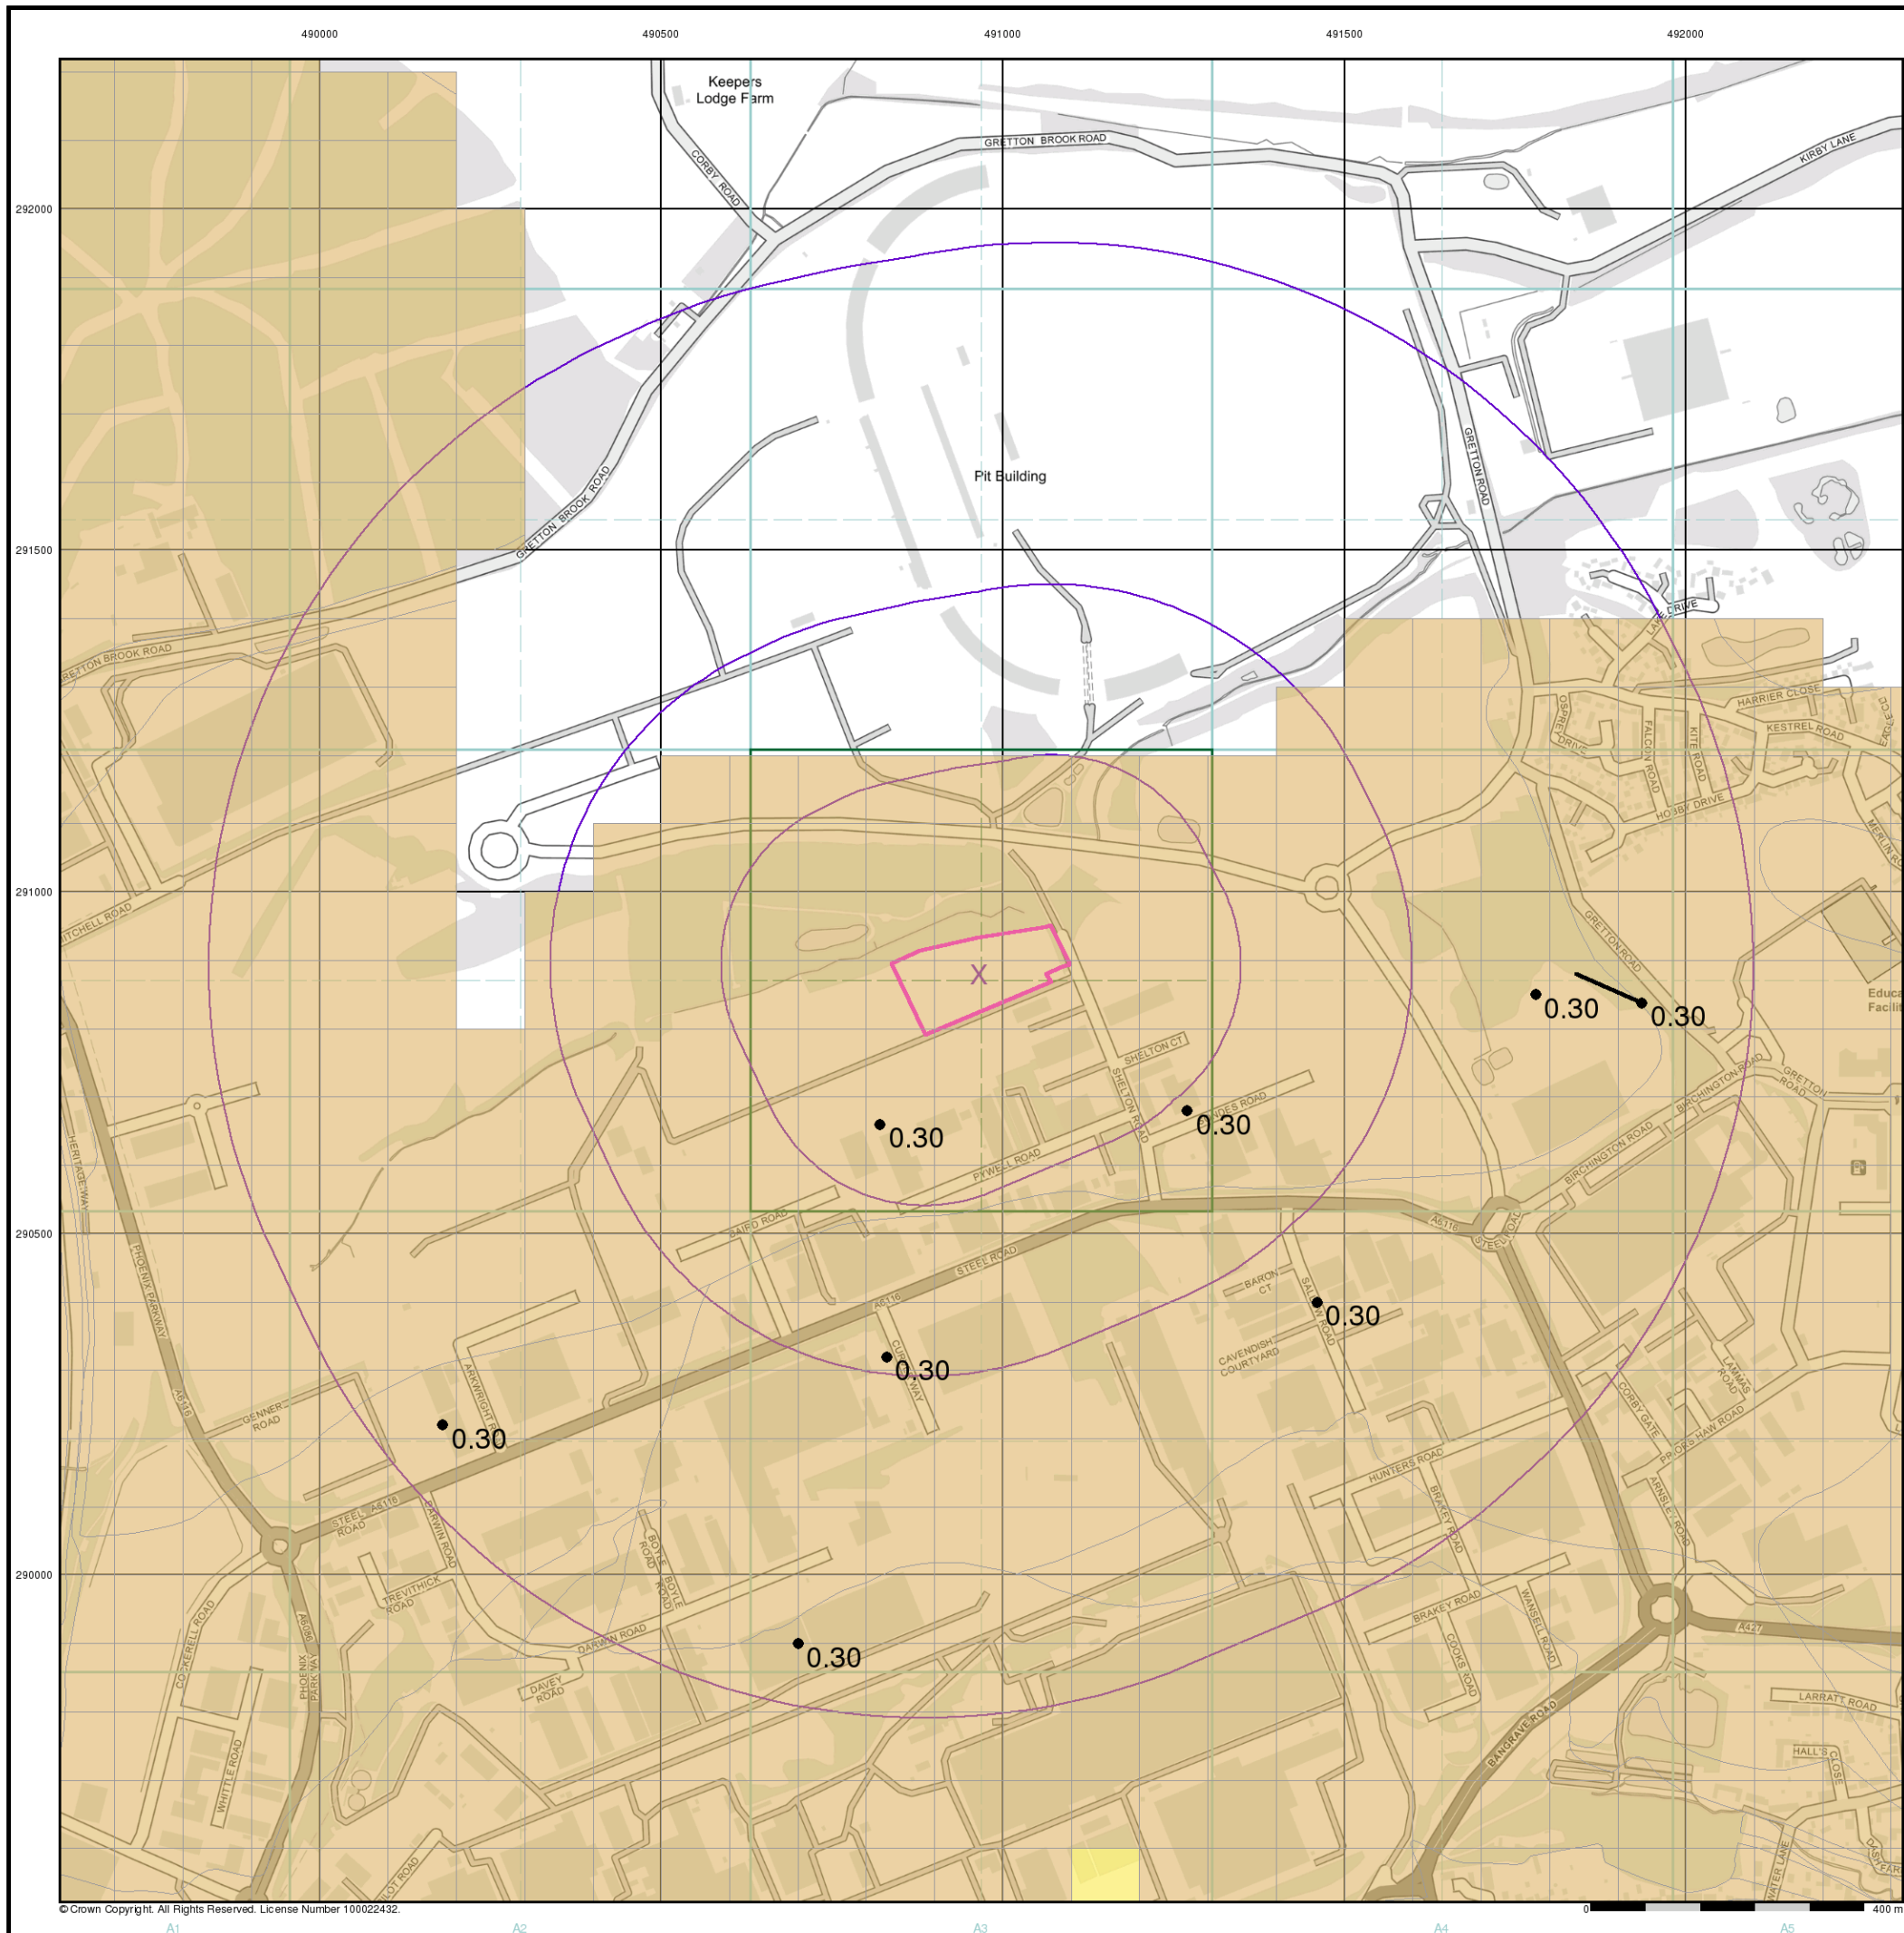 490000 490500 491000 491500 492000
Keepers
Lodge Farm
GRETTON BROOK ROAD
KIRBY LANE
CORBY ROAD
292000
GRETTON ROAD
Pit Building
GRETTON BROOK ROAD
291500
LAKE DRIVE
GRETTON BROOK ROAD
HARRIER CLOSE
OSPREY
DRIVE
FALCON ROAD
KITE ROAD
KESTREL ROAD
HOBBY DRIVE
291000
MITCHELL ROAD
GRETTON ROAD
X
Educa
Facilit
0.30
0.30
SHELTON CT
SHELTON ROAD
BIRCHINGTON ROAD
GRETTON
ROAD
0.30
0.30
HERITAGE WAY
PYWELL ROAD
BIRCHINGTON ROAD
BAIRD ROAD
A6116
STEEL ROAD
290500
PHOENIX PARKWAY
STEEL ROAD
BARON
CT
A6116
0.30
CAVENDISH
COURTYARD
0.30
LAMMAS
ROAD
CORBY GATE
A6116
GENNER
ROAD
0.30
PRIORS HAW ROAD
HUNTERS ROAD
BRAKEY ROAD
ARNSLEY ROAD
STEEL A6116
ROAD
DARWIN ROAD
BOYLE
ROAD
BOYLE
ROAD
290000
TREVITHICK
ROAD
COCKERELL ROAD
A6086
PHOENIX
PARKWAY
DARWIN ROAD
0.30
BRAKEY ROAD
WANSELL ROAD
COOKS ROAD
A427
DAVEY
ROAD
LARRATT ROAD
BANGRAVE ROAD
WHITTLE ROAD
HALL'S
CLOSE
WATER LANE
© Crown Copyright. All Rights Reserved. License Number 100022432.
0 400 m
A1 A2 A3 A4 A5